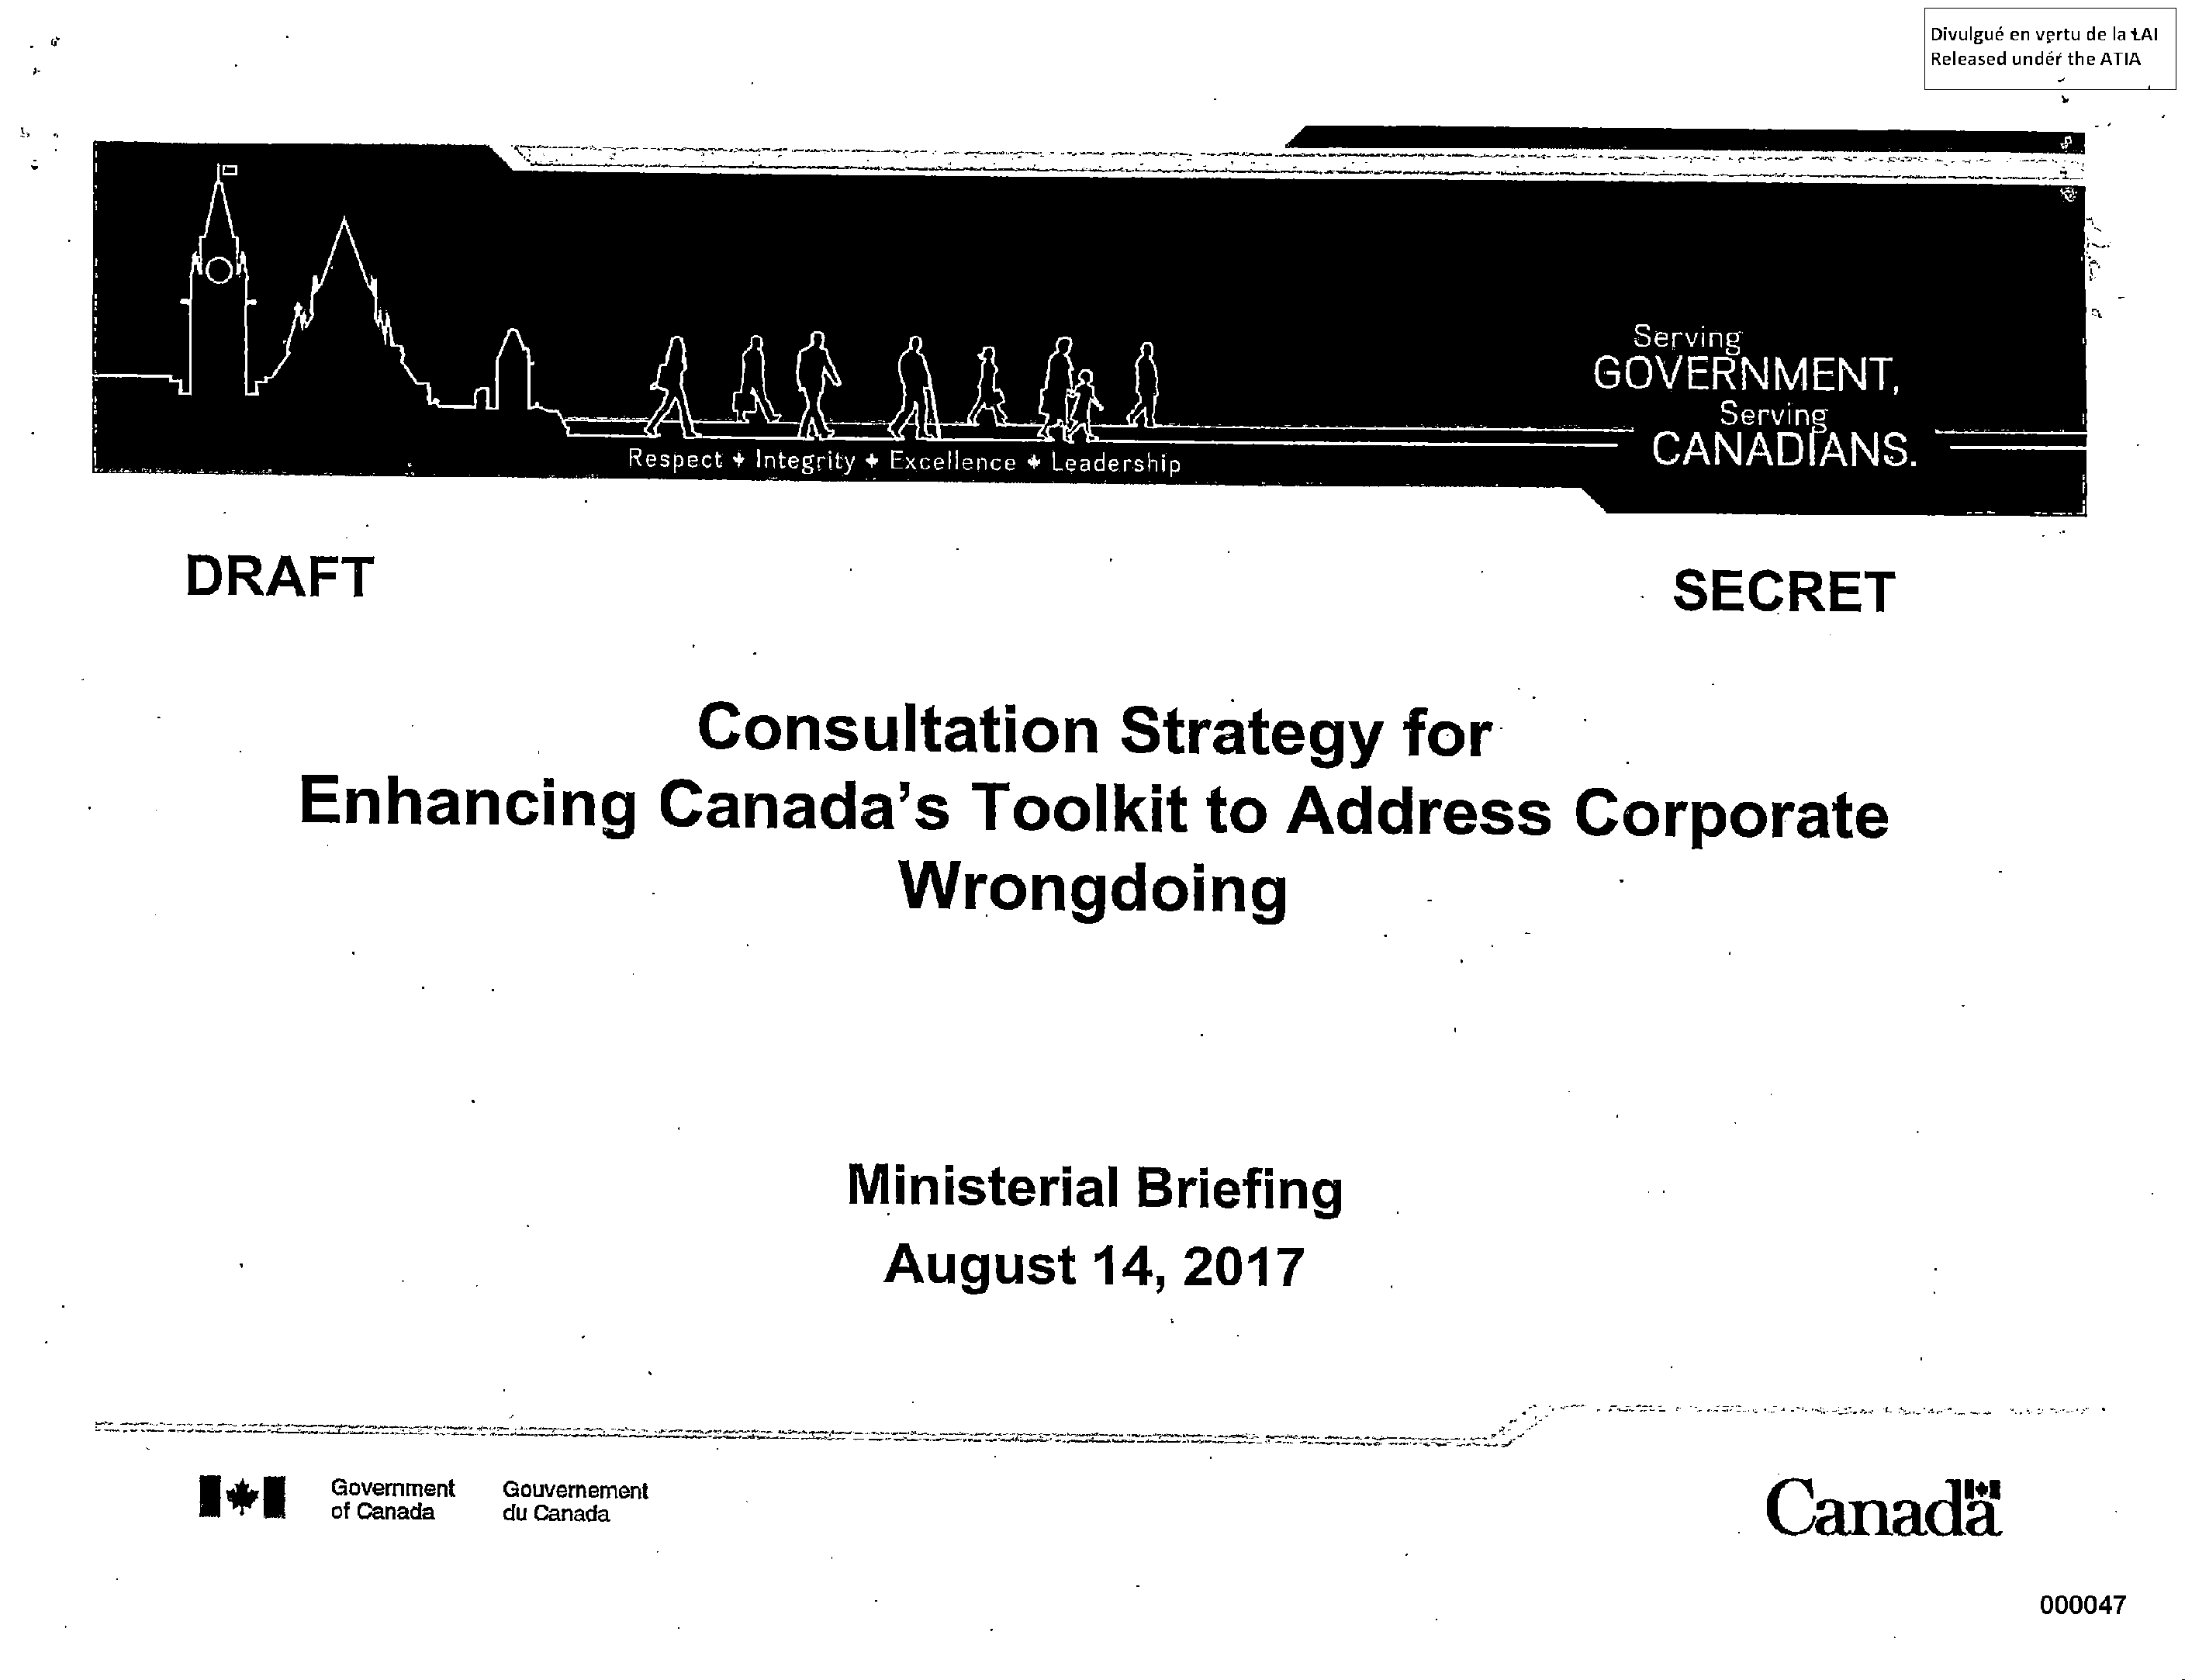 Divulgué en vertu de la LAI
Released under the ATIA
Serving
GOVERNMENT,
Serving
CANADIANS.
Respect Integrity Excellence Leadership
DRAFT
SECRET
Consultation Strategy for
Enhancing Canada's Toolkit to Address Corporate
Wrongdoing
Ministerial Briefing
August 14, 2017
Government
of Canada
Gouvernement
du Canada
Canada
000047